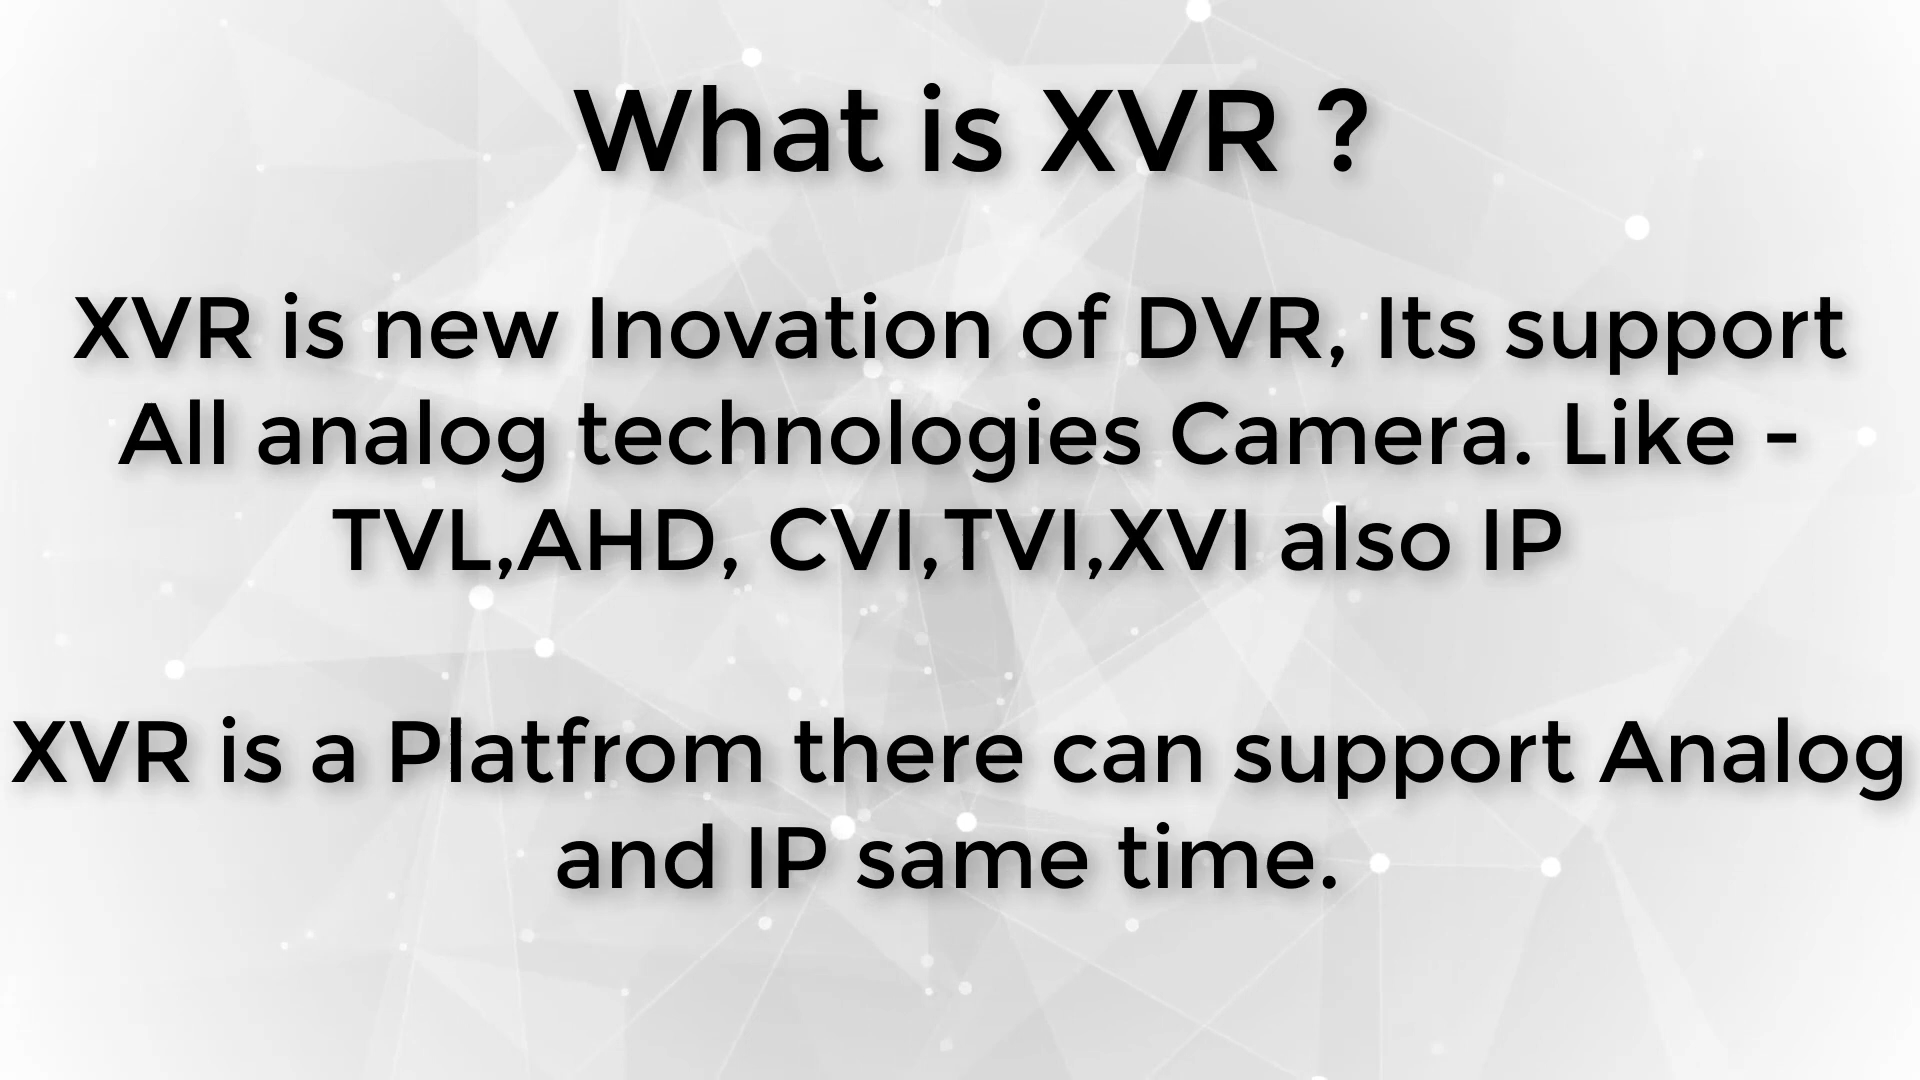 What is XVR ?
XVR is new Inovation of DVR, Its support
All analog technologies Camera. Like -
TVL,AHD, CVI,TVI,XVI also IP
XVR is a Platfrom there can support Analog
and IP same time.